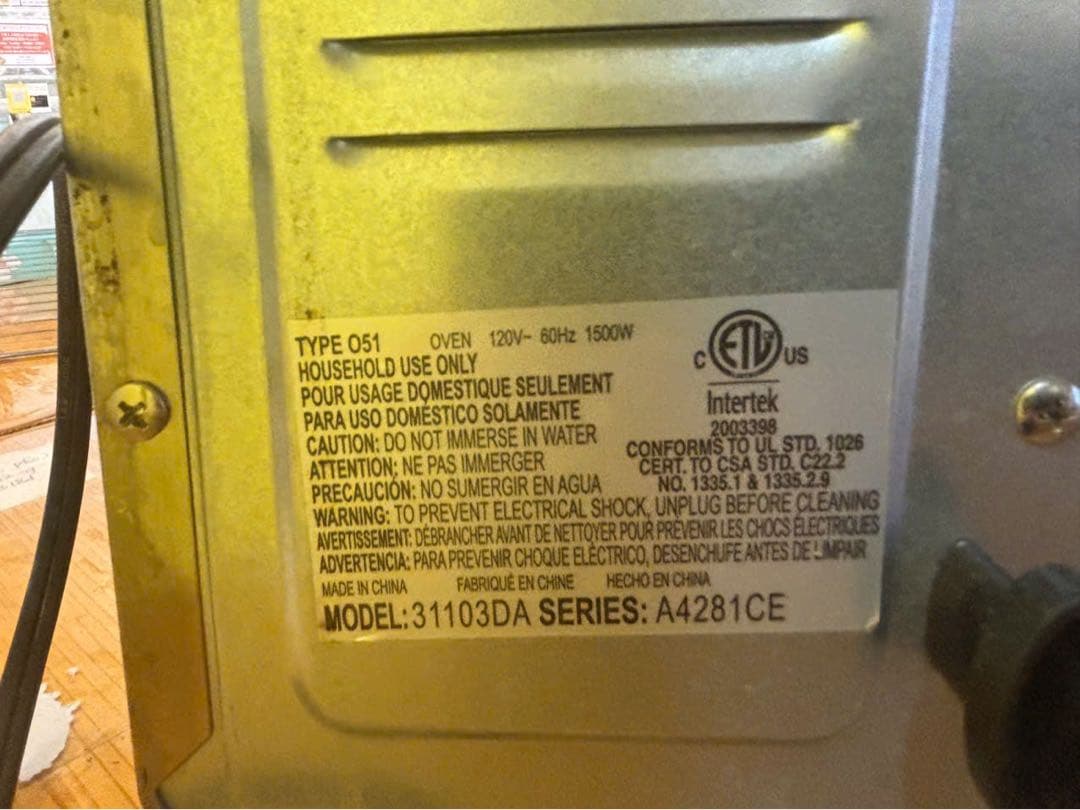 TYPE O51 OVEN 120V~ 60Hz 1500W
HOUSEHOLD USE ONLY
POUR USAGE DOMESTIQUE SEULEMENT
PARA USO DOMÉSTICO SOLAMENTE
CAUTION: DO NOT IMMERSE IN WATER
ATTENTION: NE PAS IMMERGER
PRECAUCIÓN: NO SUMERGIR EN AGUA
C ETL US
Intertek
2003398
CONFORMS TO UL STD. 1026
CERT. TO CSA STD. C22.2
NO. 1335.1 & 1335.2.9
WARNING: TO PREVENT ELECTRICAL SHOCK, UNPLUG BEFORE CLEANING
AVERTISSEMENT: DÉBRANCHER AVANT DE NETTOYER POUR PRÉVENIR LES CHOCS ÉLECTRIQUES
ADVERTENCIA: PARA PREVENIR CHOQUE ELÉCTRICO, DESENCHUFE ANTES DE LIMPIAR
MADE IN CHINA FABRIQUÉ EN CHINE HECHO EN CHINA
MODEL: 31103DA SERIES: A4281CE